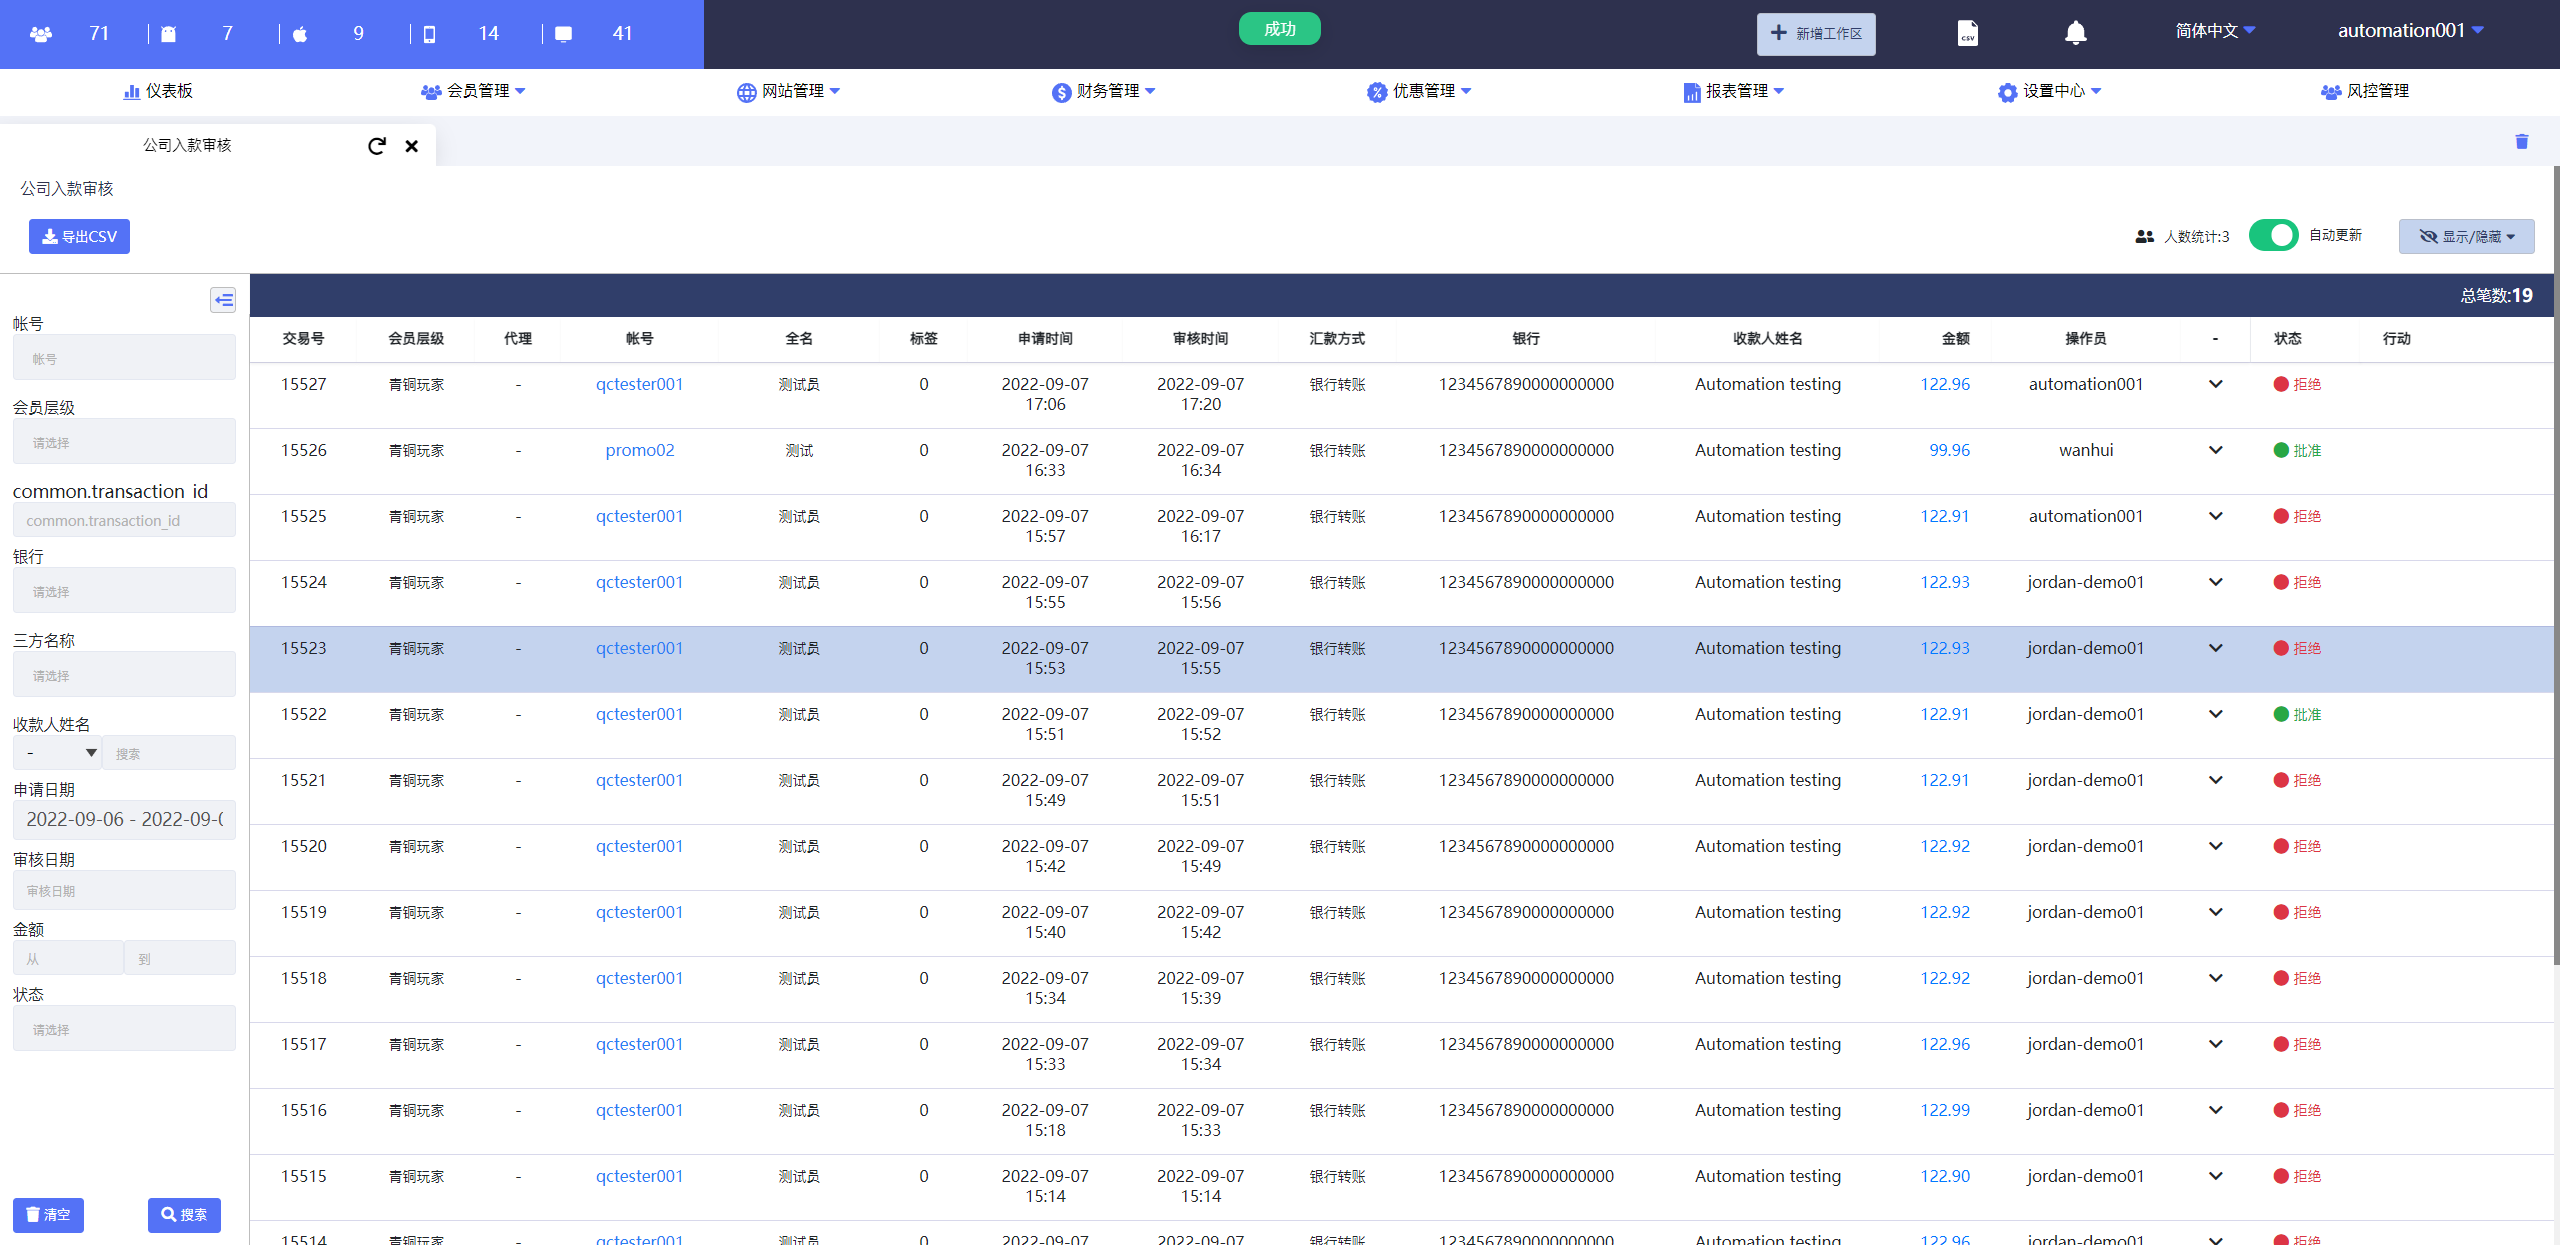 71 7 9 14 41 成功 新增工作区 简体中文 automation001
仪表板 会员管理 网站管理 财务管理 优惠管理 报表管理 设置中心 风控管理
公司入款审核
公司入款审核
导出CSV 人数统计:3 自动更新 显示/隐藏
总笔数:19
帐号
帐号
会员层级
请选择
common.transaction_id
common.transaction_id
银行
请选择
三方名称
请选择
收款人姓名
- 搜索
申请日期
2022-09-06 - 2022-09-0
审核日期
审核日期
金额
从 到
状态
请选择
清空 搜索
交易号 会员层级 代理 帐号 全名 标签 申请时间 审核时间 汇款方式 银行 收款人姓名 金额 操作员 - 状态 行动
15527 青铜玩家 - qctester001 测试员 0 2022-09-07 17:06 2022-09-07 17:20 银行转账 1234567890000000000 Automation testing 122.96 automation001 拒绝
15526 青铜玩家 - promo02 测试 0 2022-09-07 16:33 2022-09-07 16:34 银行转账 1234567890000000000 Automation testing 99.96 wanhui 批准
15525 青铜玩家 - qctester001 测试员 0 2022-09-07 15:57 2022-09-07 16:17 银行转账 1234567890000000000 Automation testing 122.91 automation001 拒绝
15524 青铜玩家 - qctester001 测试员 0 2022-09-07 15:55 2022-09-07 15:56 银行转账 1234567890000000000 Automation testing 122.93 jordan-demo01 拒绝
15523 青铜玩家 - qctester001 测试员 0 2022-09-07 15:53 2022-09-07 15:55 银行转账 1234567890000000000 Automation testing 122.93 jordan-demo01 拒绝
15522 青铜玩家 - qctester001 测试员 0 2022-09-07 15:51 2022-09-07 15:52 银行转账 1234567890000000000 Automation testing 122.91 jordan-demo01 批准
15521 青铜玩家 - qctester001 测试员 0 2022-09-07 15:49 2022-09-07 15:51 银行转账 1234567890000000000 Automation testing 122.91 jordan-demo01 拒绝
15520 青铜玩家 - qctester001 测试员 0 2022-09-07 15:42 2022-09-07 15:49 银行转账 1234567890000000000 Automation testing 122.92 jordan-demo01 拒绝
15519 青铜玩家 - qctester001 测试员 0 2022-09-07 15:40 2022-09-07 15:42 银行转账 1234567890000000000 Automation testing 122.92 jordan-demo01 拒绝
15518 青铜玩家 - qctester001 测试员 0 2022-09-07 15:34 2022-09-07 15:39 银行转账 1234567890000000000 Automation testing 122.92 jordan-demo01 拒绝
15517 青铜玩家 - qctester001 测试员 0 2022-09-07 15:33 2022-09-07 15:34 银行转账 1234567890000000000 Automation testing 122.96 jordan-demo01 拒绝
15516 青铜玩家 - qctester001 测试员 0 2022-09-07 15:18 2022-09-07 15:33 银行转账 1234567890000000000 Automation testing 122.99 jordan-demo01 拒绝
15515 青铜玩家 - qctester001 测试员 0 2022-09-07 15:14 2022-09-07 15:14 银行转账 1234567890000000000 Automation testing 122.90 jordan-demo01 拒绝
15514 青铜玩家 - qctester001 测试员 0 2022-09-07 2022-09-07 银行转账 1234567890000000000 Automation testing 122.96 jordan-demo01 拒绝